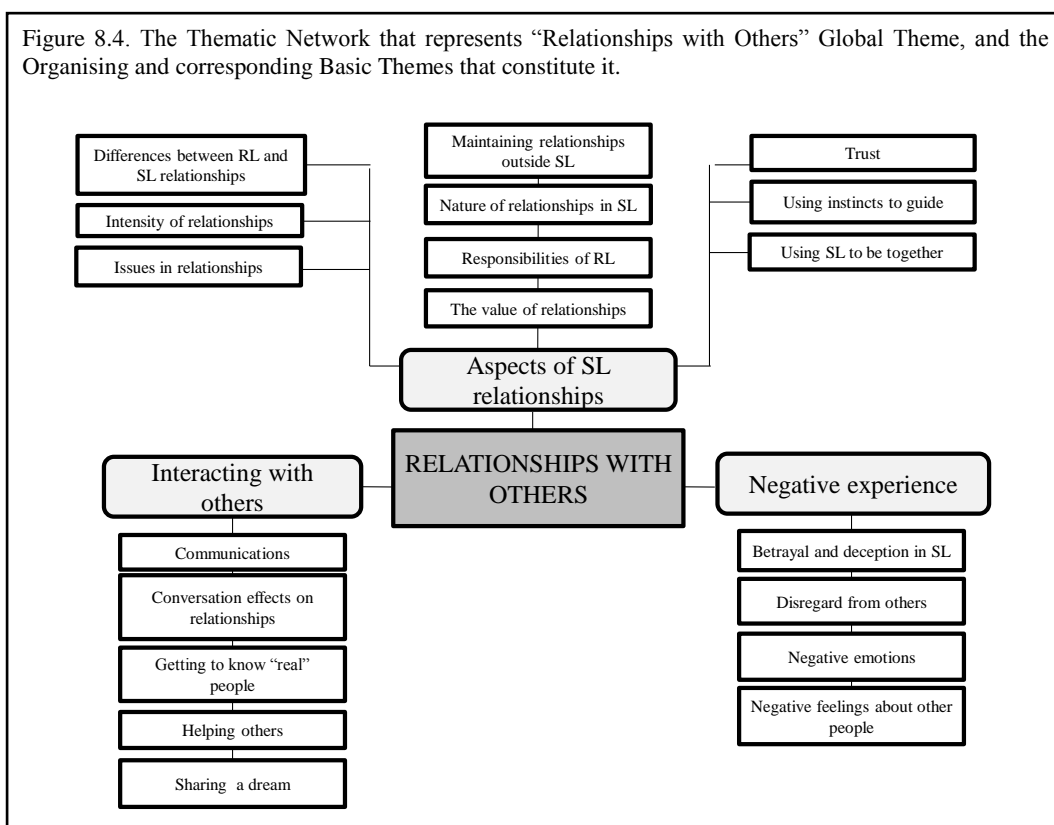 Figure 8.4. The Thematic Network that represents “Relationships with Others” Global Theme, and the
Organising and corresponding Basic Themes that constitute it.
Differences between RL and
SL relationships
Intensity of relationships
Issues in relationships
Maintaining relationships
outside SL
Nature of relationships in SL
Responsibilities of RL
The value of relationships
Trust
Using instincts to guide
Using SL to be together
Aspects of SL
relationships
RELATIONSHIPS WITH
OTHERS
Interacting with
others
Communications
Conversation effects on
relationships
Getting to know “real”
people
Helping others
Sharing a dream
Negative experience
Betrayal and deception in SL
Disregard from others
Negative emotions
Negative feelings about other
people